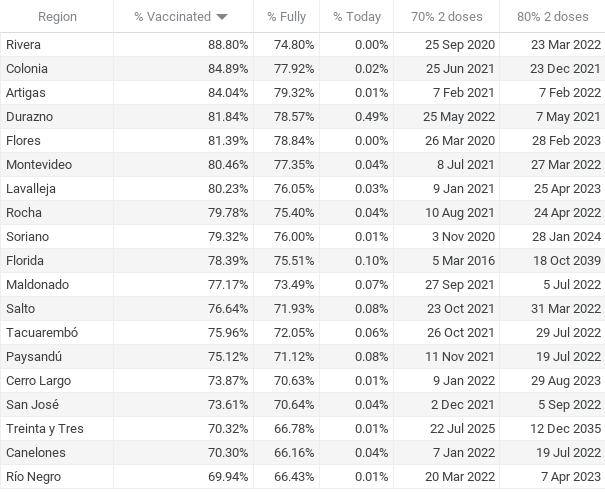 Region % Vaccinated % Fully % Today 70% 2 doses 80% 2 doses
Rivera 88.80% 74.80% 0.00% 25 Sep 2020 23 Mar 2022
Colonia 84.89% 77.92% 0.02% 25 Jun 2021 23 Dec 2021
Artigas 84.04% 79.32% 0.01% 7 Feb 2021 7 Feb 2022
Durazno 81.84% 78.57% 0.49% 25 May 2022 7 May 2021
Flores 81.39% 78.84% 0.00% 26 Mar 2020 28 Feb 2023
Montevideo 80.46% 77.35% 0.04% 8 Jul 2021 27 Mar 2022
Lavalleja 80.23% 76.05% 0.03% 9 Jan 2021 25 Apr 2023
Rocha 79.78% 75.40% 0.04% 10 Aug 2021 24 Apr 2022
Soriano 79.32% 76.00% 0.01% 3 Nov 2020 28 Jan 2024
Florida 78.39% 75.51% 0.10% 5 Mar 2016 18 Oct 2039
Maldonado 77.17% 73.49% 0.07% 27 Sep 2021 5 Jul 2022
Salto 76.64% 71.93% 0.08% 23 Oct 2021 31 Mar 2022
Tacuarembó 75.96% 72.05% 0.06% 26 Oct 2021 29 Jul 2022
Paysandú 75.12% 71.12% 0.08% 11 Nov 2021 19 Jul 2022
Cerro Largo 73.87% 70.63% 0.01% 9 Jan 2022 29 Aug 2023
San José 73.61% 70.64% 0.04% 2 Dec 2021 5 Sep 2022
Treinta y Tres 70.32% 66.78% 0.01% 22 Jul 2025 12 Dec 2035
Canelones 70.30% 66.16% 0.04% 7 Jan 2022 19 Jul 2022
Río Negro 69.94% 66.43% 0.01% 20 Mar 2022 7 Apr 2023